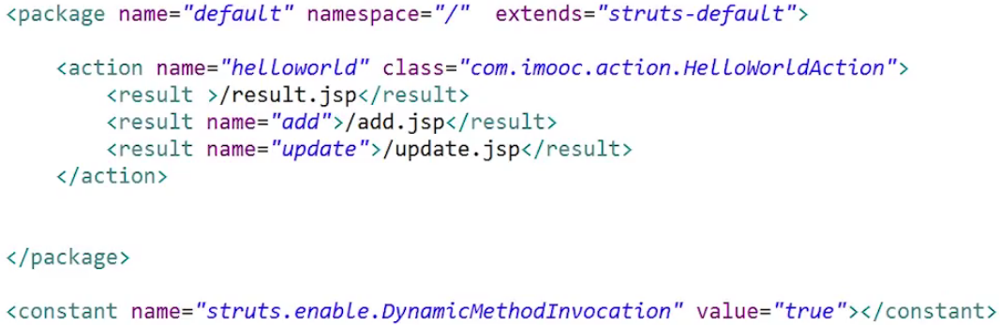 <package name="default" namespace="/"  extends="struts-default">
<action name="helloworld" class="com.imooc.action.HelloWorldAction">
<result >/result.jsp</result>
<result name="add">/add.jsp</result>
<result name="update">/update.jsp</result>
</action>
</package>
<constant name="struts.enable.DynamicMethodInvocation" value="true"></constant>